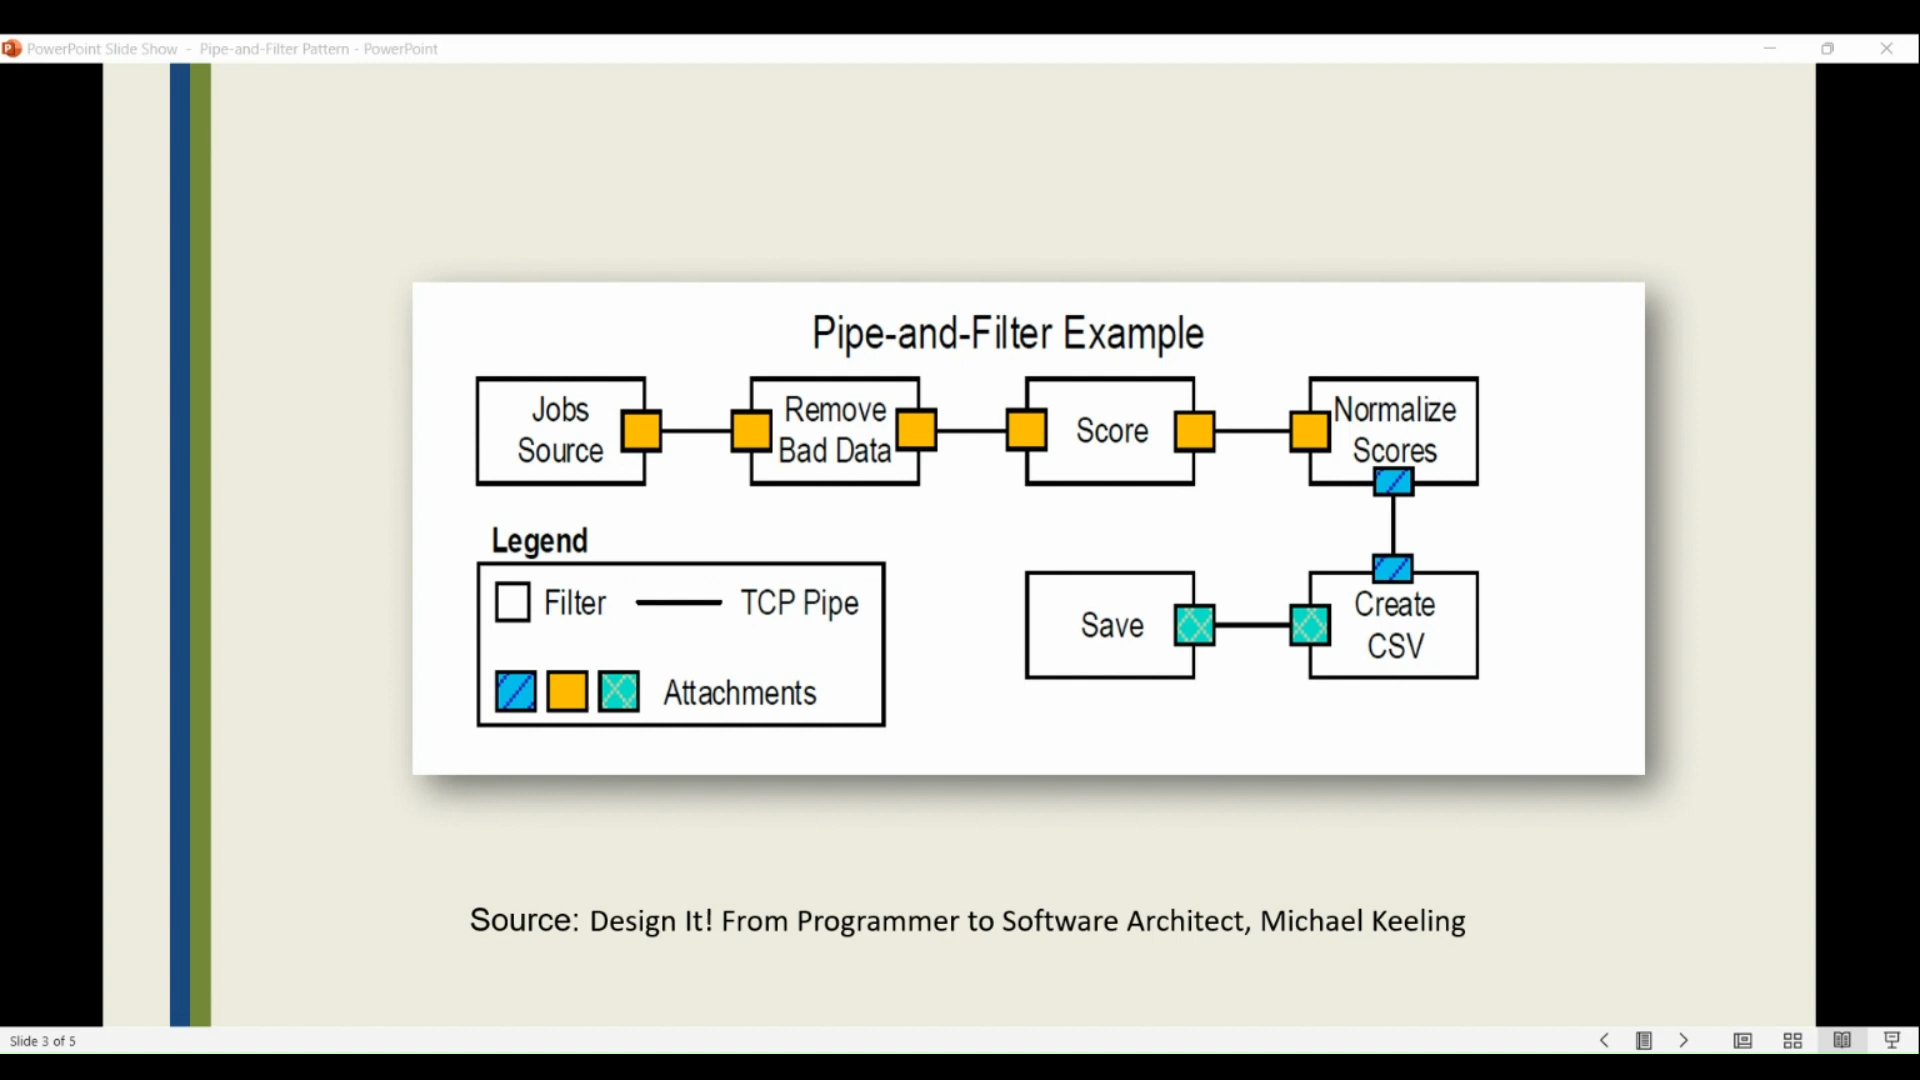 PowerPoint Slide Show - Pipe-and-Filter Pattern - PowerPoint
Pipe-and-Filter Example
Jobs
Source
Remove
Bad Data
Score
Normalize
Scores
Legend
Filter
TCP Pipe
Attachments
Save
Create
CSV
Source: Design It! From Programmer to Software Architect, Michael Keeling
Slide 3 of 5